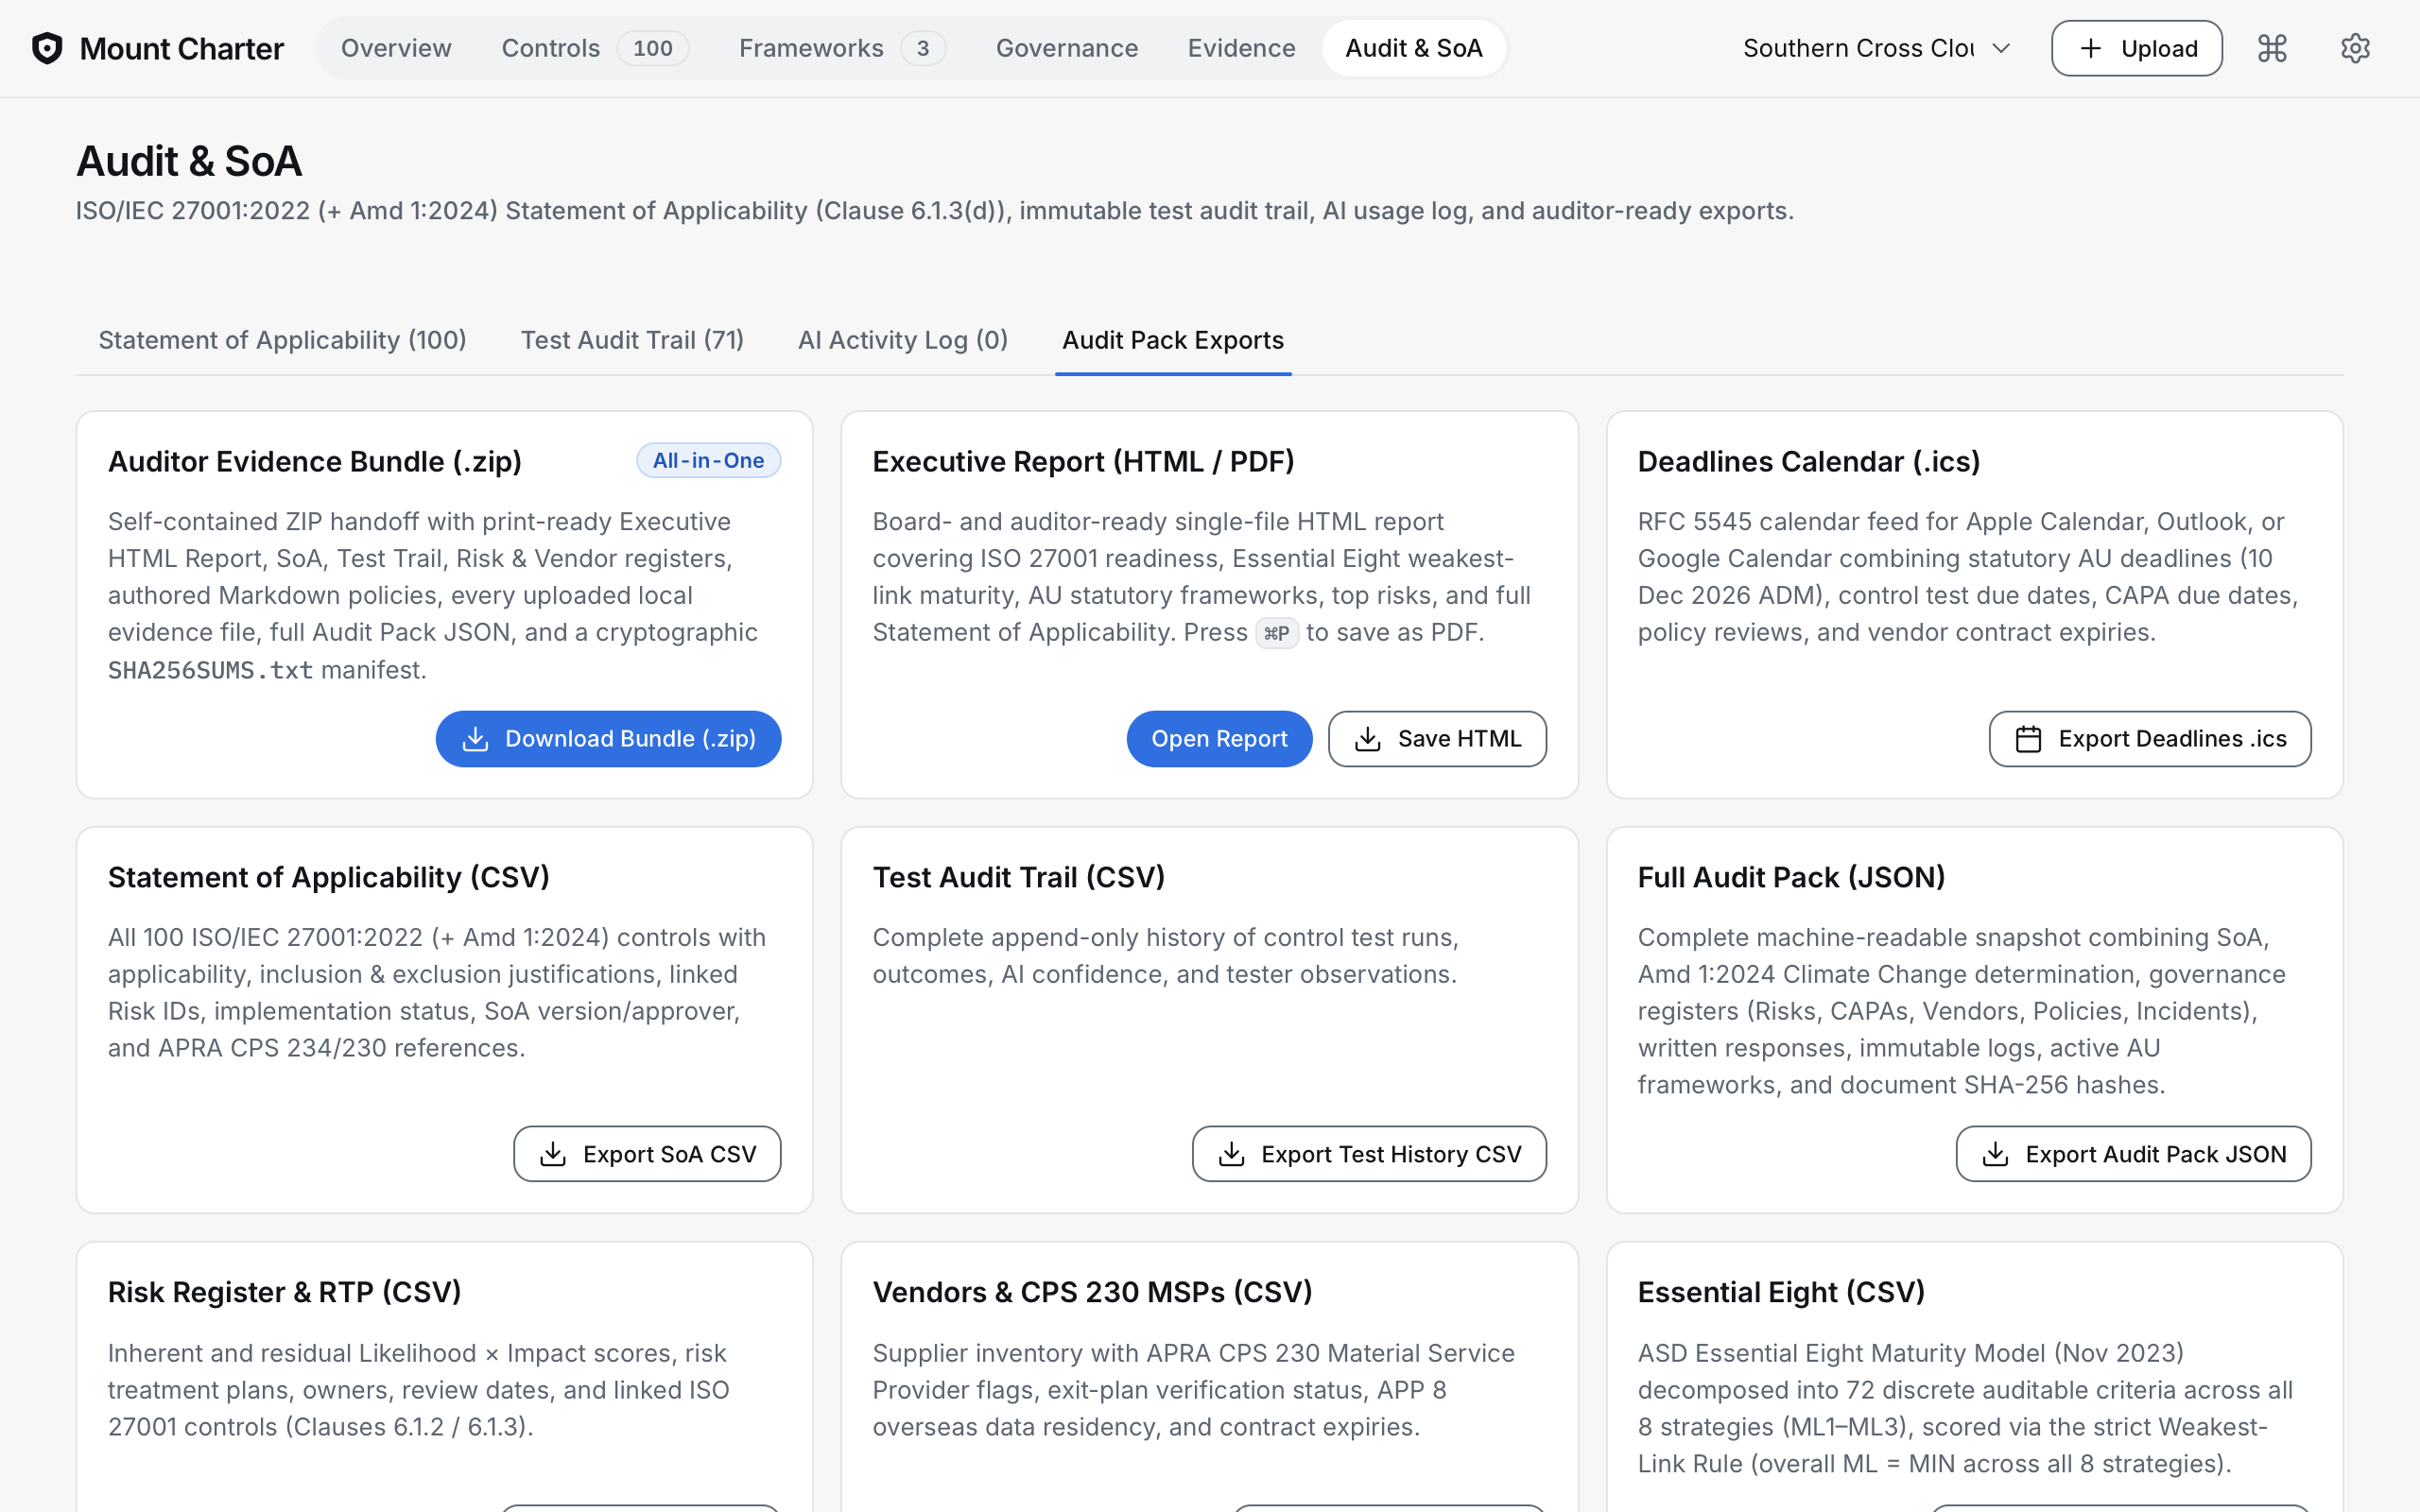 Mount Charter
Overview
Controls 100
Frameworks 3
Governance
Evidence
Audit & SoA
Southern Cross Clou
Upload
Audit & SoA
ISO/IEC 27001:2022 (+ Amd 1:2024) Statement of Applicability (Clause 6.1.3(d)), immutable test audit trail, AI usage log, and auditor-ready exports.
Statement of Applicability (100)
Test Audit Trail (71)
AI Activity Log (0)
Audit Pack Exports
Auditor Evidence Bundle (.zip)
All-in-One
Self-contained ZIP handoff with print-ready Executive
HTML Report, SoA, Test Trail, Risk & Vendor registers,
authored Markdown policies, every uploaded local
evidence file, full Audit Pack JSON, and a cryptographic
SHA256SUMS.txt manifest.
Download Bundle (.zip)
Executive Report (HTML / PDF)
Board- and auditor-ready single-file HTML report
covering ISO 27001 readiness, Essential Eight weakest-
link maturity, AU statutory frameworks, top risks, and full
Statement of Applicability. Press ⌘P to save as PDF.
Open Report
Save HTML
Deadlines Calendar (.ics)
RFC 5545 calendar feed for Apple Calendar, Outlook, or
Google Calendar combining statutory AU deadlines (10
Dec 2026 ADM), control test due dates, CAPA due dates,
policy reviews, and vendor contract expiries.
Export Deadlines .ics
Statement of Applicability (CSV)
All 100 ISO/IEC 27001:2022 (+ Amd 1:2024) controls with
applicability, inclusion & exclusion justifications, linked
Risk IDs, implementation status, SoA version/approver,
and APRA CPS 234/230 references.
Export SoA CSV
Test Audit Trail (CSV)
Complete append-only history of control test runs,
outcomes, AI confidence, and tester observations.
Export Test History CSV
Full Audit Pack (JSON)
Complete machine-readable snapshot combining SoA,
Amd 1:2024 Climate Change determination, governance
registers (Risks, CAPAs, Vendors, Policies, Incidents),
written responses, immutable logs, active AU
frameworks, and document SHA-256 hashes.
Export Audit Pack JSON
Risk Register & RTP (CSV)
Inherent and residual Likelihood × Impact scores, risk
treatment plans, owners, review dates, and linked ISO
27001 controls (Clauses 6.1.2 / 6.1.3).
Vendors & CPS 230 MSPs (CSV)
Supplier inventory with APRA CPS 230 Material Service
Provider flags, exit-plan verification status, APP 8
overseas data residency, and contract expiries.
Essential Eight (CSV)
ASD Essential Eight Maturity Model (Nov 2023)
decomposed into 72 discrete auditable criteria across all
8 strategies (ML1–ML3), scored via the strict Weakest-
Link Rule (overall ML = MIN across all 8 strategies).